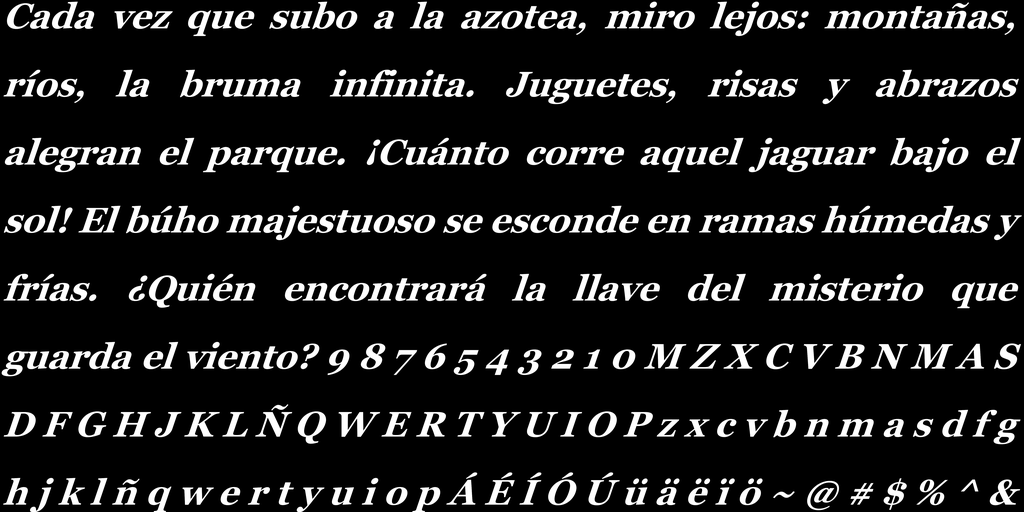 Cada vez que subo a la azotea, miro lejos: montañas,
ríos, la bruma infinita. Juguetes, risas y abrazos
alegran el parque. ¡Cuánto corre aquel jaguar bajo el
sol! El búho majestuoso se esconde en ramas húmedas y
frías. ¿Quién encontrará la llave del misterio que
guarda el viento? 9 8 7 6 5 4 3 2 1 0 M Z X C V B N M A S
D F G H J K L Ñ Q W E R T Y U I O P z x c v b n m a s d f g
h j k l ñ q w e r t y u i o p Á É Í Ó Ú ü ä ë ï ö ~ @ # $ % ^ &